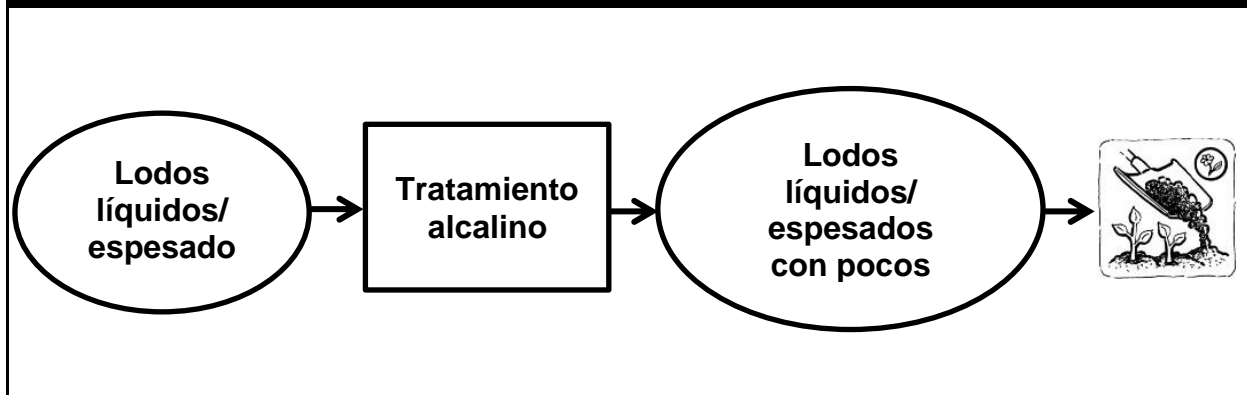 Lodos
líquidos/
espesado
Tratamiento
alcalino
Lodos
líquidos/
espesados
con pocos